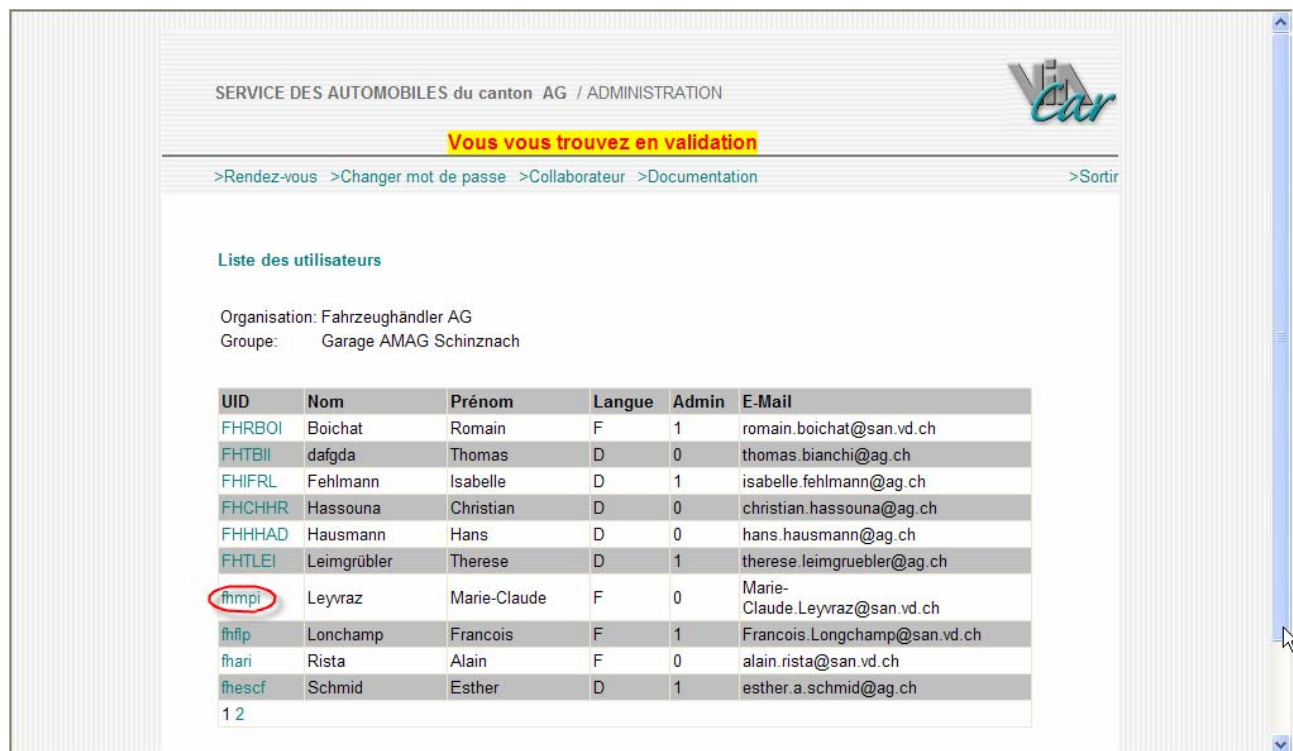 SERVICE DES AUTOMOBILES du canton AG / ADMINISTRATION
VIA Car
Vous vous trouvez en validation
>Rendez-vous >Changer mot de passe >Collaborateur >Documentation >Sortir
Liste des utilisateurs
Organisation: Fahrzeughändler AG
Groupe: Garage AMAG Schinznach
UID Nom Prénom Langue Admin E-Mail
FHRBOI Boichat Romain F 1 romain.boichat@san.vd.ch
FHTBII dafgda Thomas D 0 thomas.bianchi@ag.ch
FHIFRL Fehlmann Isabelle D 1 isabelle.fehlmann@ag.ch
FHCHHR Hassouna Christian D 0 christian.hassouna@ag.ch
FHHHAD Hausmann Hans D 0 hans.hausmann@ag.ch
FHTLEI Leimgrübler Therese D 1 therese.leimgruebler@ag.ch
fhmpi Leyvraz Marie-Claude F 0 Marie-
Claude.Leyvraz@san.vd.ch
fhflp Lonchamp Francois F 1 Francois.Longchamp@san.vd.ch
fhari Rista Alain F 0 alain.rista@san.vd.ch
fhescf Schmid Esther D 1 esther.a.schmid@ag.ch
1 2